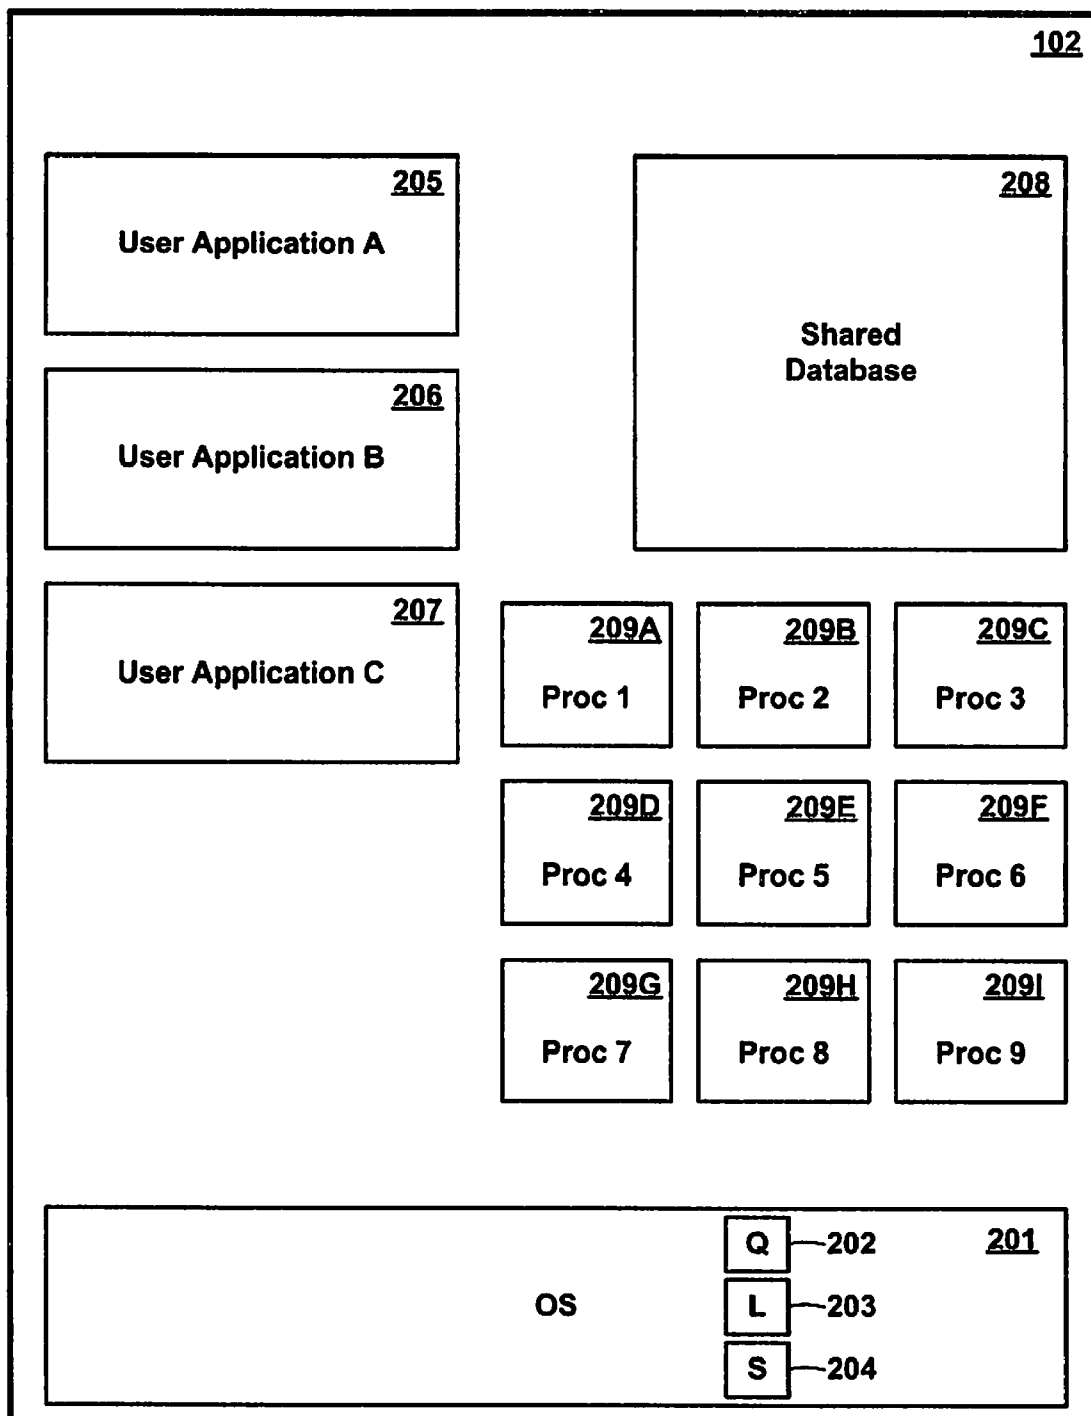 102
205
User Application A
208
Shared
Database
206
User Application B
207
User Application C
209A
Proc 1
209B
Proc 2
209C
Proc 3
209D
Proc 4
209E
Proc 5
209F
Proc 6
209G
Proc 7
209H
Proc 8
209I
Proc 9
OS
Q
202
201
L
203
S
204